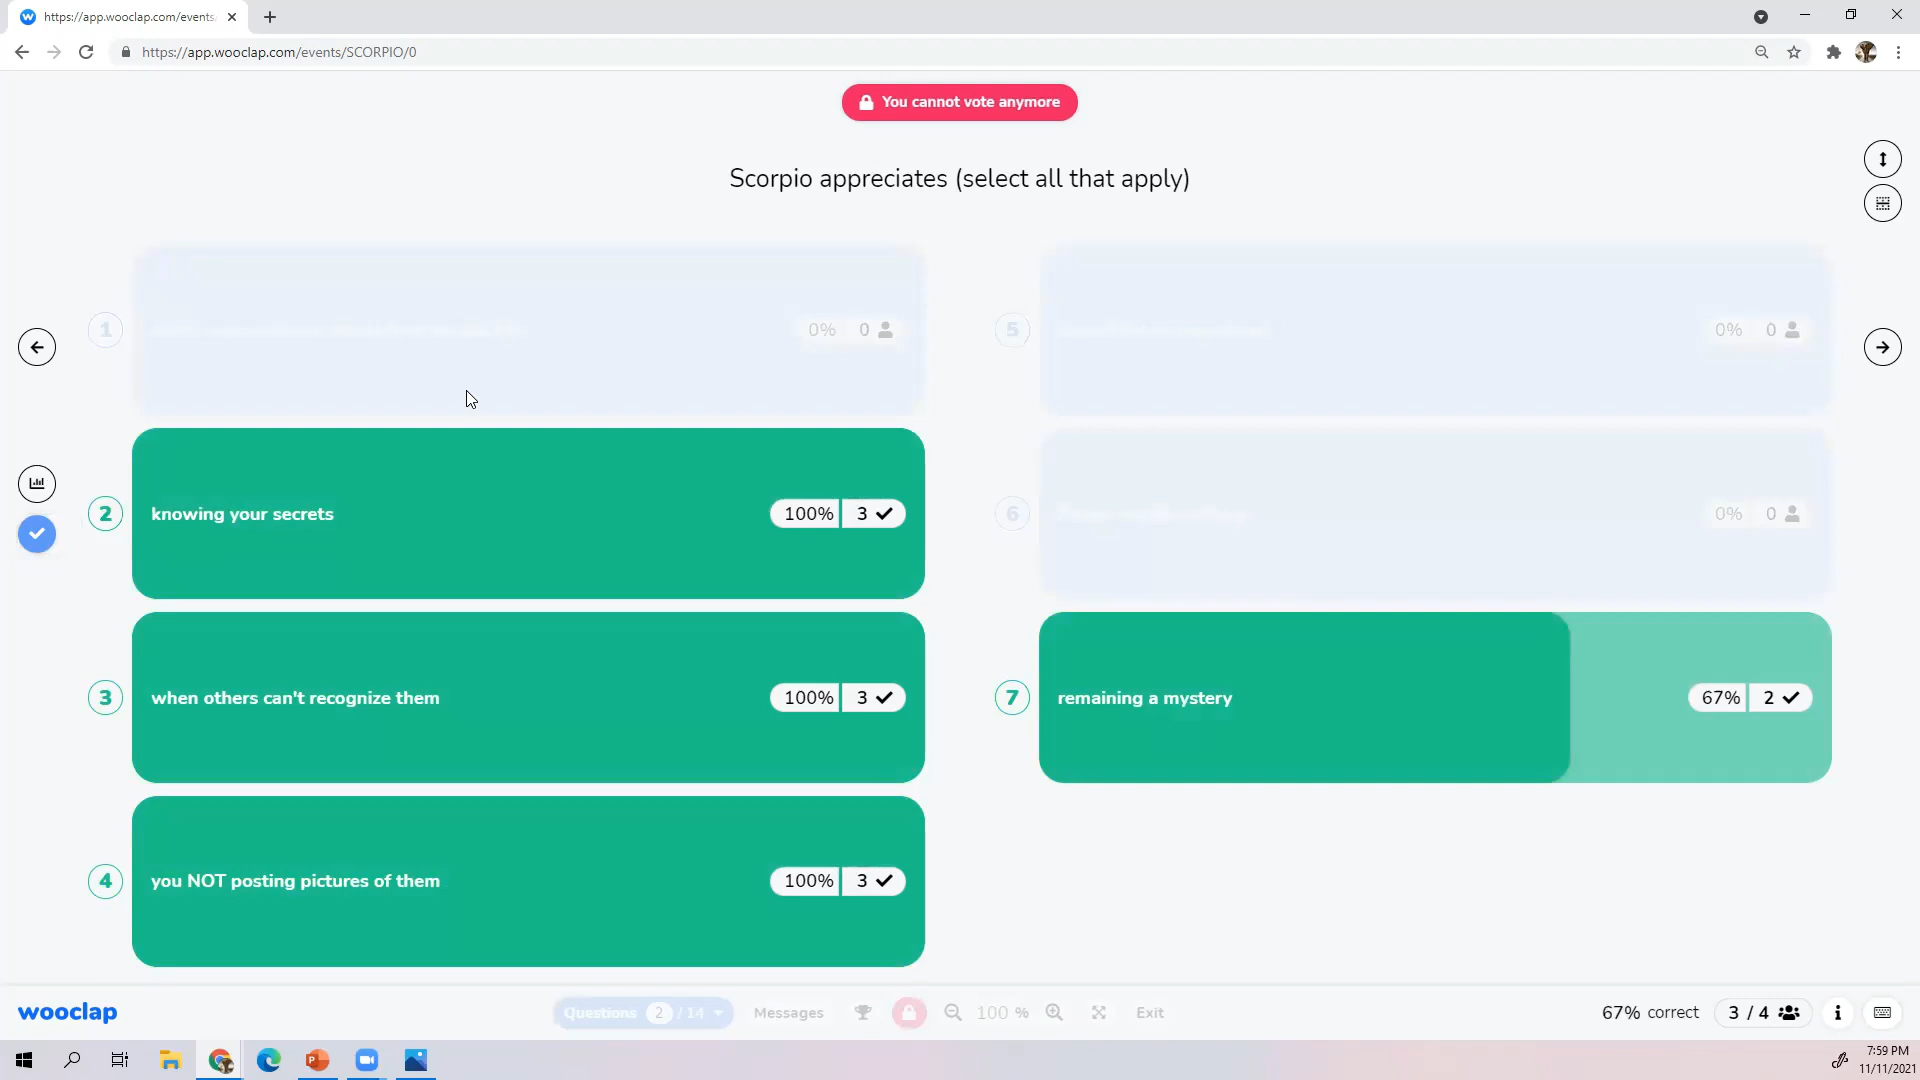 https://app.wooclap.com/events
https://app.wooclap.com/events/SCORPIO/0
You cannot vote anymore
Scorpio appreciates (select all that apply)
1
0% 0
2
knowing your secrets
100% 3
3
when others can't recognize them
100% 3
4
you NOT posting pictures of them
100% 3
5
0% 0
6
0% 0
7
remaining a mystery
67% 2
wooclap
Questions 2 / 14
Messages
100 %
Exit
67% correct
3 / 4
7:59 PM
11/11/2021